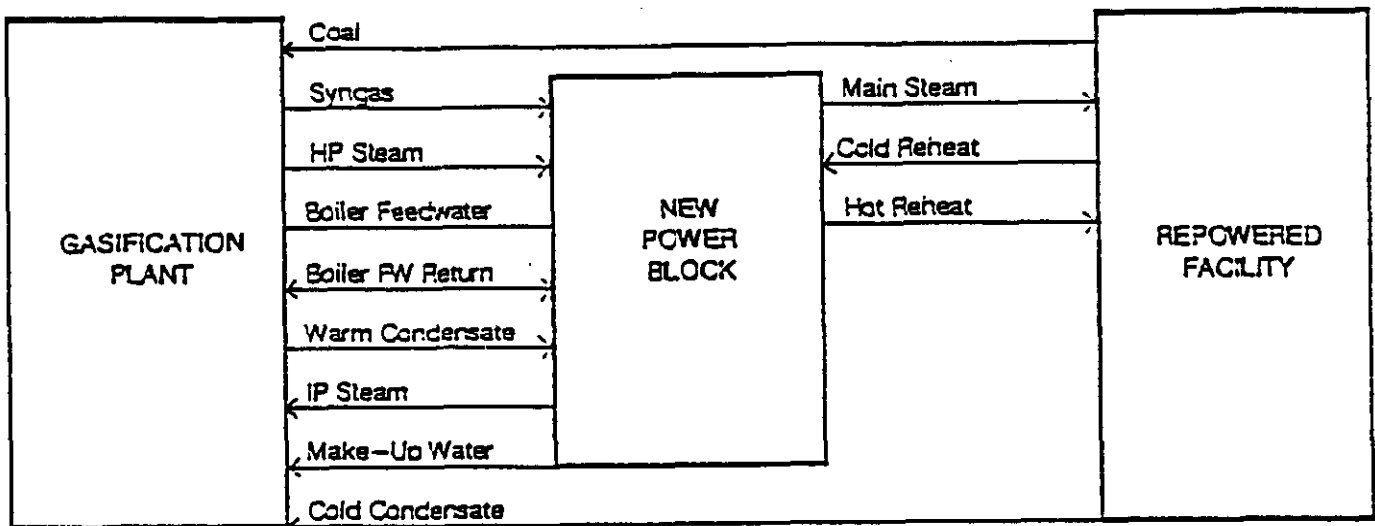 Coal
Syngas
HP Steam
Boiler Feedwater
Boiler FW Return
Warm Condensate
IP Steam
Make-Up Water
Cold Condensate
GASIFICATION
PLANT
NEW
POWER
BLOCK
Main Steam
Cold Reheat
Hot Reheat
REPOWERED
FACILITY